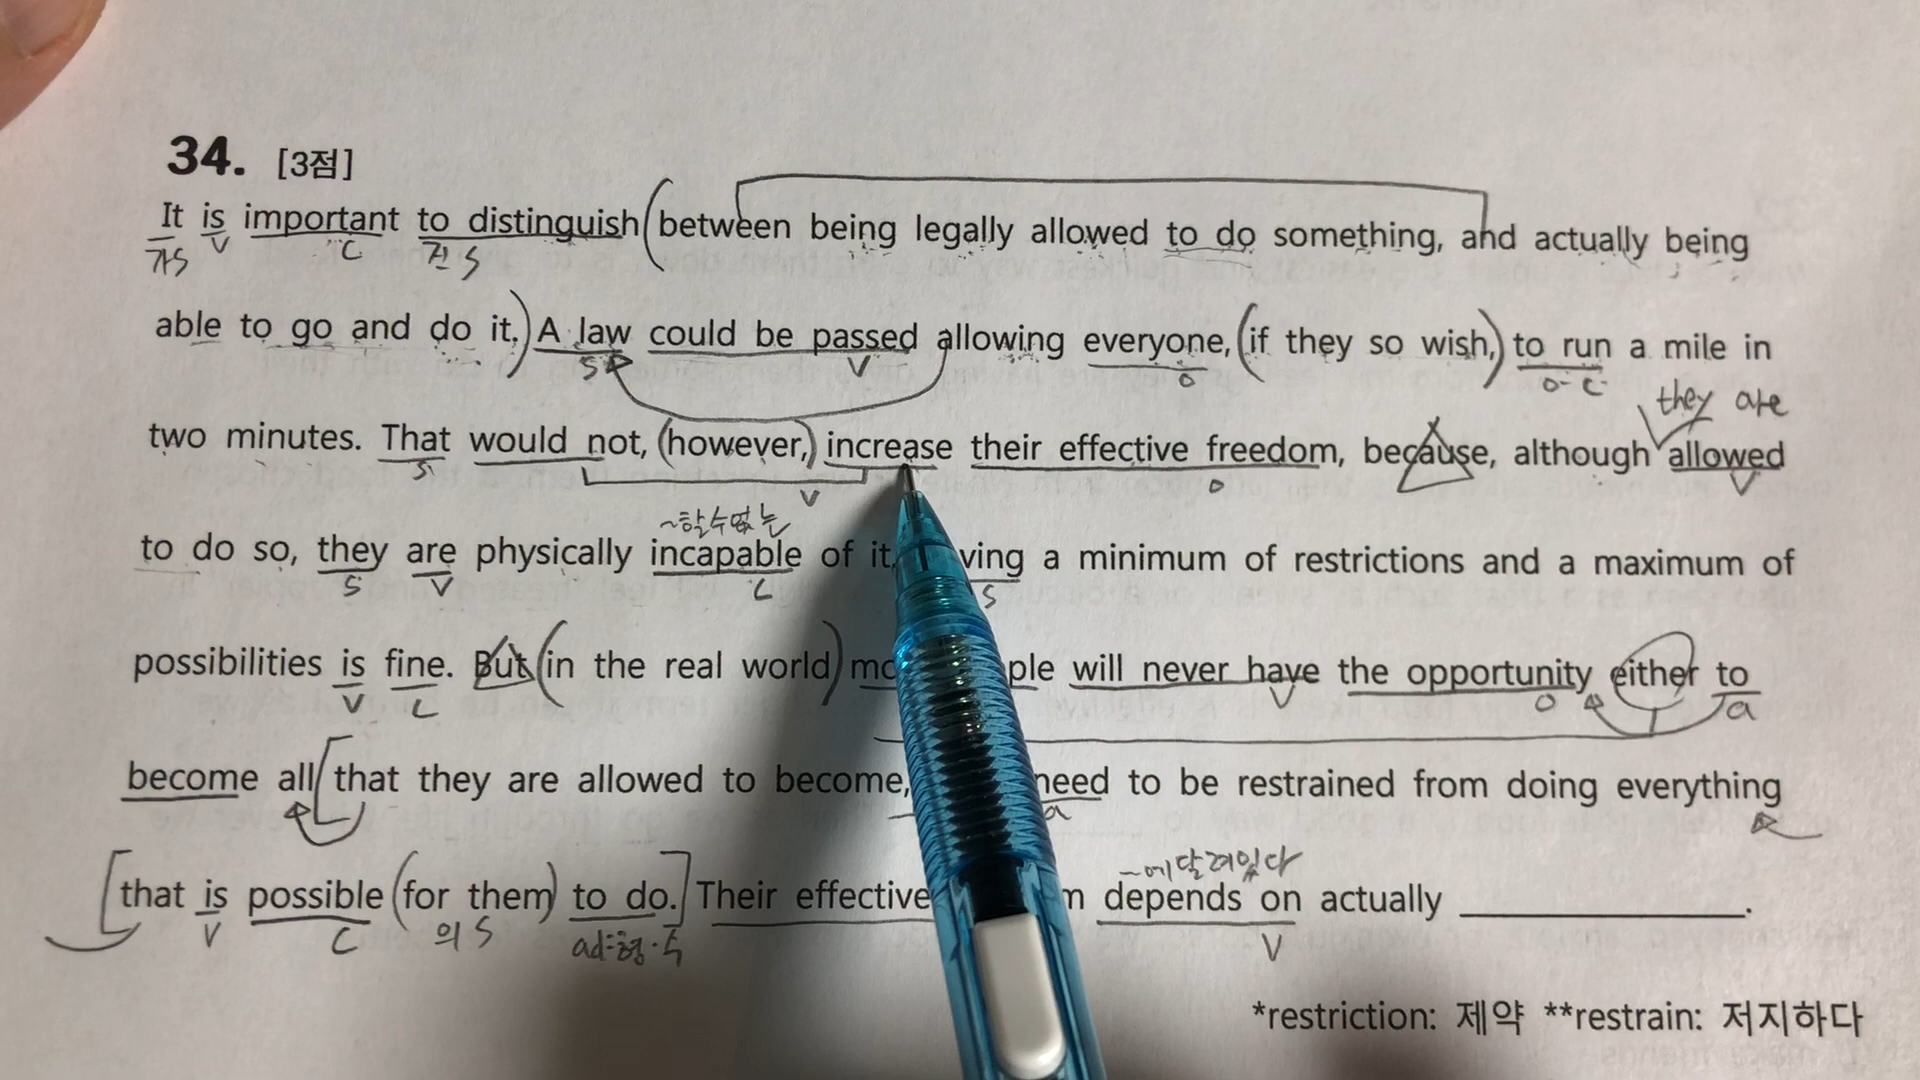 34. [3점]
It is important to distinguish (between being legally allowed to do something, and actually being
가S V C 진S
able to go and do it.) A law could be passed allowing everyone, (if they so wish,) to run a mile in
S V O O·C
they are
two minutes. That would not, (however,) increase their effective freedom, because, although allowed
S V O V
~할수없는
to do so, they are physically incapable of it. ving a minimum of restrictions and a maximum of
S V C S
possibilities is fine. But (in the real world) mo ple will never have the opportunity either to
V C V O a
become all [that they are allowed to become, need to be restrained from doing everything
a
~에달려있다
[that is possible (for them) to do.] Their effective m depends on actually ____________.
V C 의S V
*restriction: 제약 **restrain: 저지하다